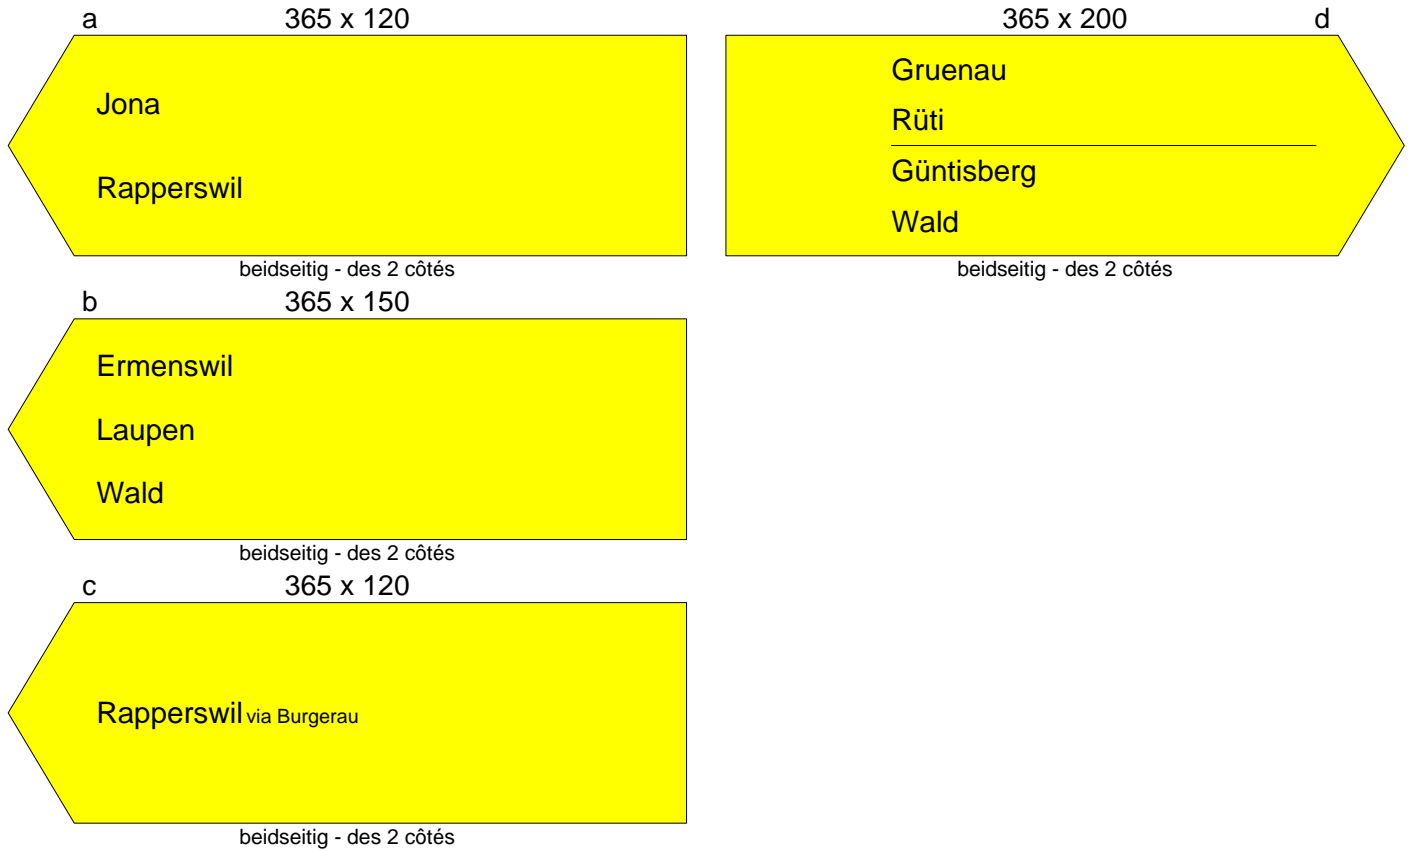 a 365 x 120
Jona
Rapperswil
beidseitig - des 2 côtés
b 365 x 150
Ermenswil
Laupen
Wald
beidseitig - des 2 côtés
c 365 x 120
Rapperswil via Burgerau
beidseitig - des 2 côtés
365 x 200 d
Gruenau
Rüti
Güntisberg
Wald
beidseitig - des 2 côtés